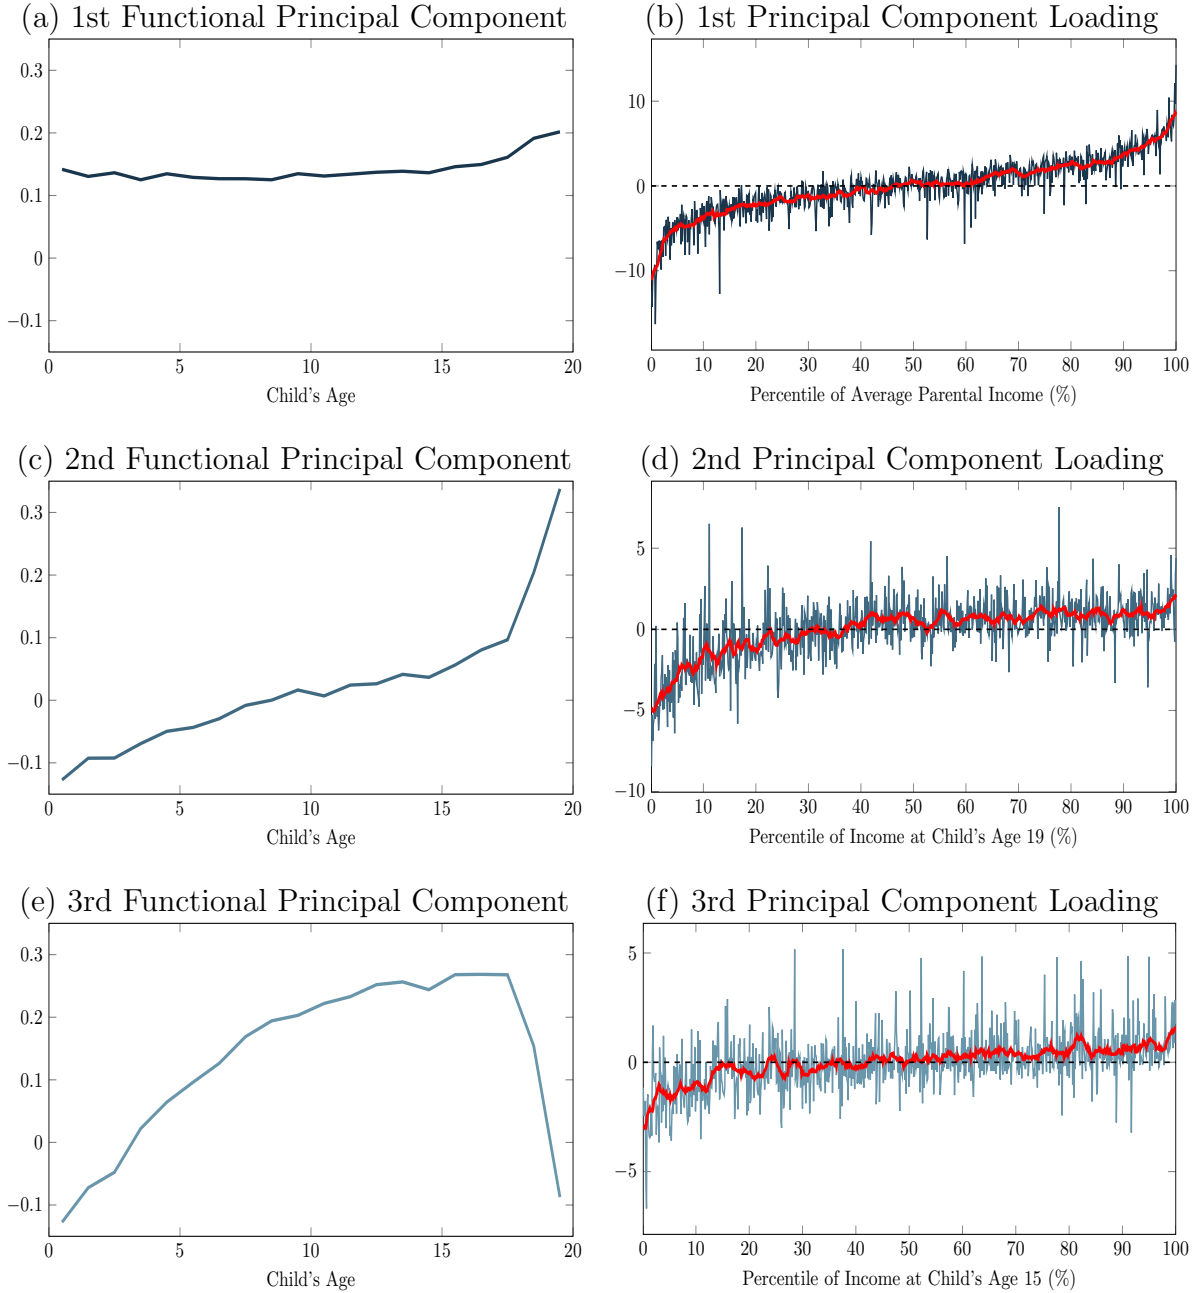 (a) 1st Functional Principal Component
0.3
0.2
0.1
0
−0.1
0 5 10 15 20
Child's Age
(b) 1st Principal Component Loading
10
0
−10
0 10 20 30 40 50 60 70 80 90 100
Percentile of Average Parental Income (%)
(c) 2nd Functional Principal Component
0.3
0.2
0.1
0
−0.1
0 5 10 15 20
Child's Age
(d) 2nd Principal Component Loading
5
0
−5
−10
0 10 20 30 40 50 60 70 80 90 100
Percentile of Income at Child's Age 19 (%)
(e) 3rd Functional Principal Component
0.3
0.2
0.1
0
−0.1
0 5 10 15 20
Child's Age
(f) 3rd Principal Component Loading
5
0
−5
0 10 20 30 40 50 60 70 80 90 100
Percentile of Income at Child's Age 15 (%)